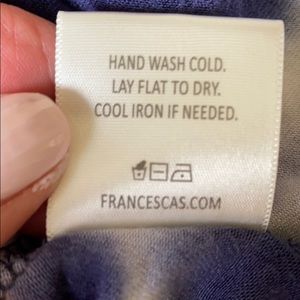 HAND WASH COLD.
LAY FLAT TO DRY.
COOL IRON IF NEEDED.
FRANCESCAS.COM